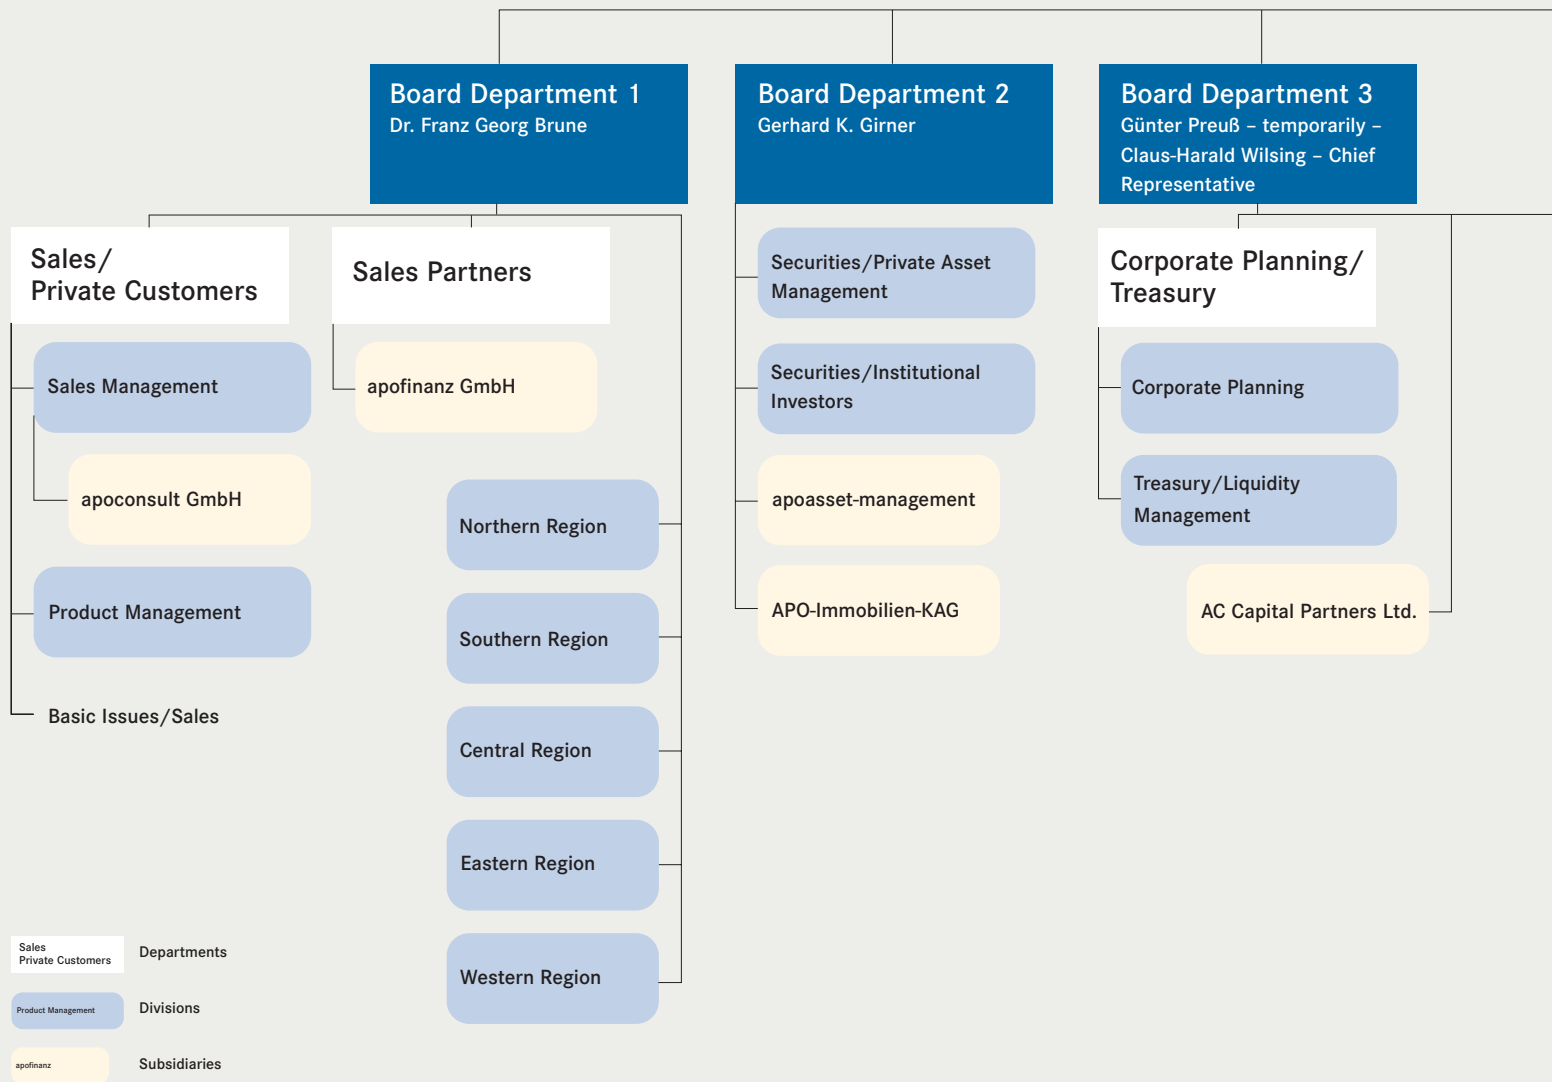 Board Department 1
Dr. Franz Georg Brune
Board Department 2
Gerhard K. Girner
Board Department 3
Günter Preuß – temporarily –
Claus-Harald Wilsing – Chief
Representative
Sales/
Private Customers
Sales Partners
Sales Management
apofinanz GmbH
apoconsult GmbH
Product Management
Basic Issues/Sales
Northern Region
Southern Region
Central Region
Eastern Region
Western Region
Securities/Private Asset
Management
Securities/Institutional
Investors
apoasset-management
APO-Immobilien-KAG
Corporate Planning/
Treasury
Corporate Planning
Treasury/Liquidity
Management
AC Capital Partners Ltd.
Sales
Private Customers
Departments
Product Management
Divisions
apofinanz
Subsidiaries